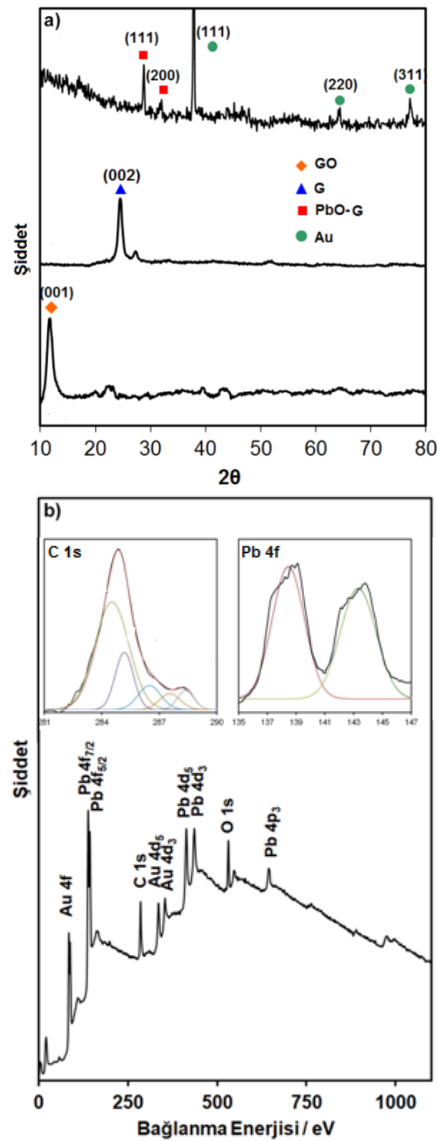 a)
(111)
(111)
(200)
(220)
(311)
(002)
GO
G
PbO-G
Au
(001)
Şiddet
10 20 30 40 50 60 70 80
2θ
b)
C 1s
281 284 287 290
Pb 4f
135 137 139 141 143 145 147
Şiddet
Au 4f
Pb 4f7/2
Pb 4f5/2
C 1s
Au 4d5
Au 4d3
Pb 4d5
Pb 4d3
O 1s
Pb 4p3
0 250 500 750 1000
Bağlanma Enerjisi / eV